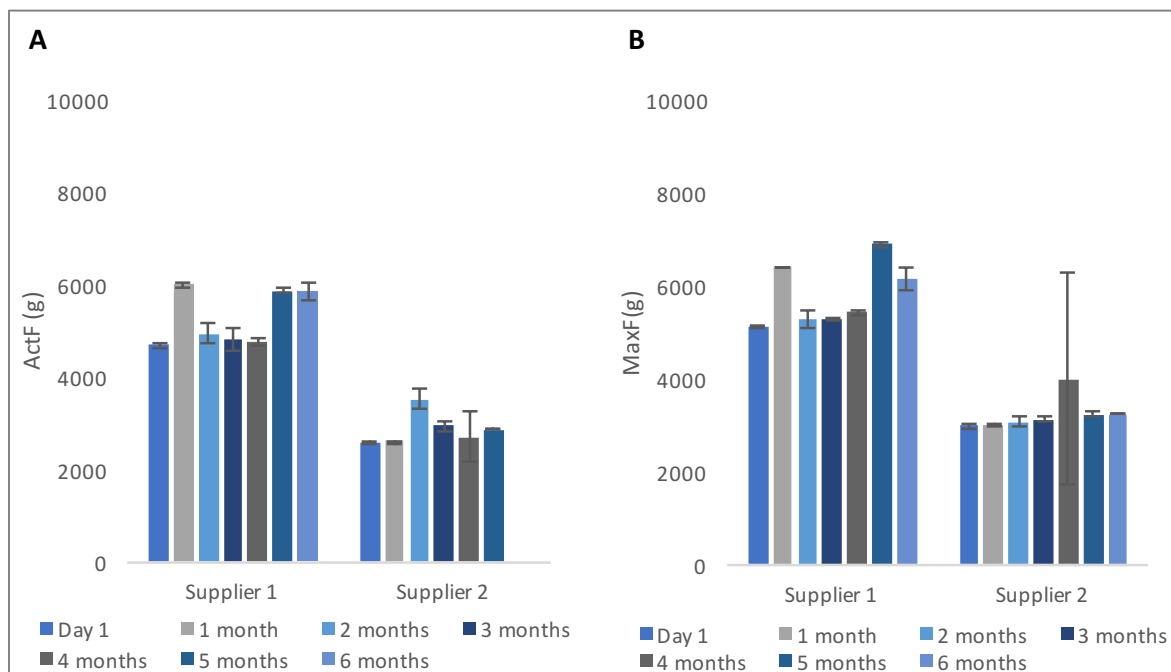 A
10000
8000
6000
4000
2000
0
ActF (g)
Supplier 1 Supplier 2
Day 1 1 month 2 months 3 months
4 months 5 months 6 months
B
10000
8000
6000
4000
2000
0
MaxF(g)
Supplier 1 Supplier 2
Day 1 1 month 2 months 3 months
4 months 5 months 6 months